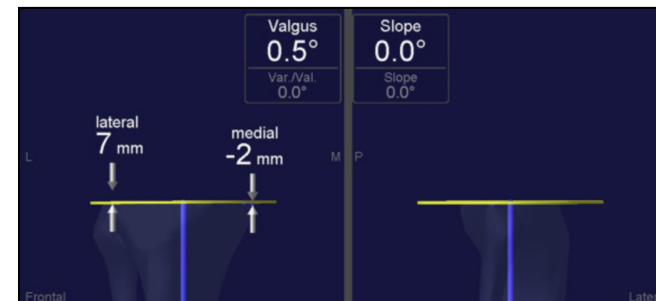 Valgus
0.5°
Var./Val.
0.0°
Slope
0.0°
Slope
0.0°
lateral
7 mm
medial
-2 mm
L
M
P
Frontal
Later